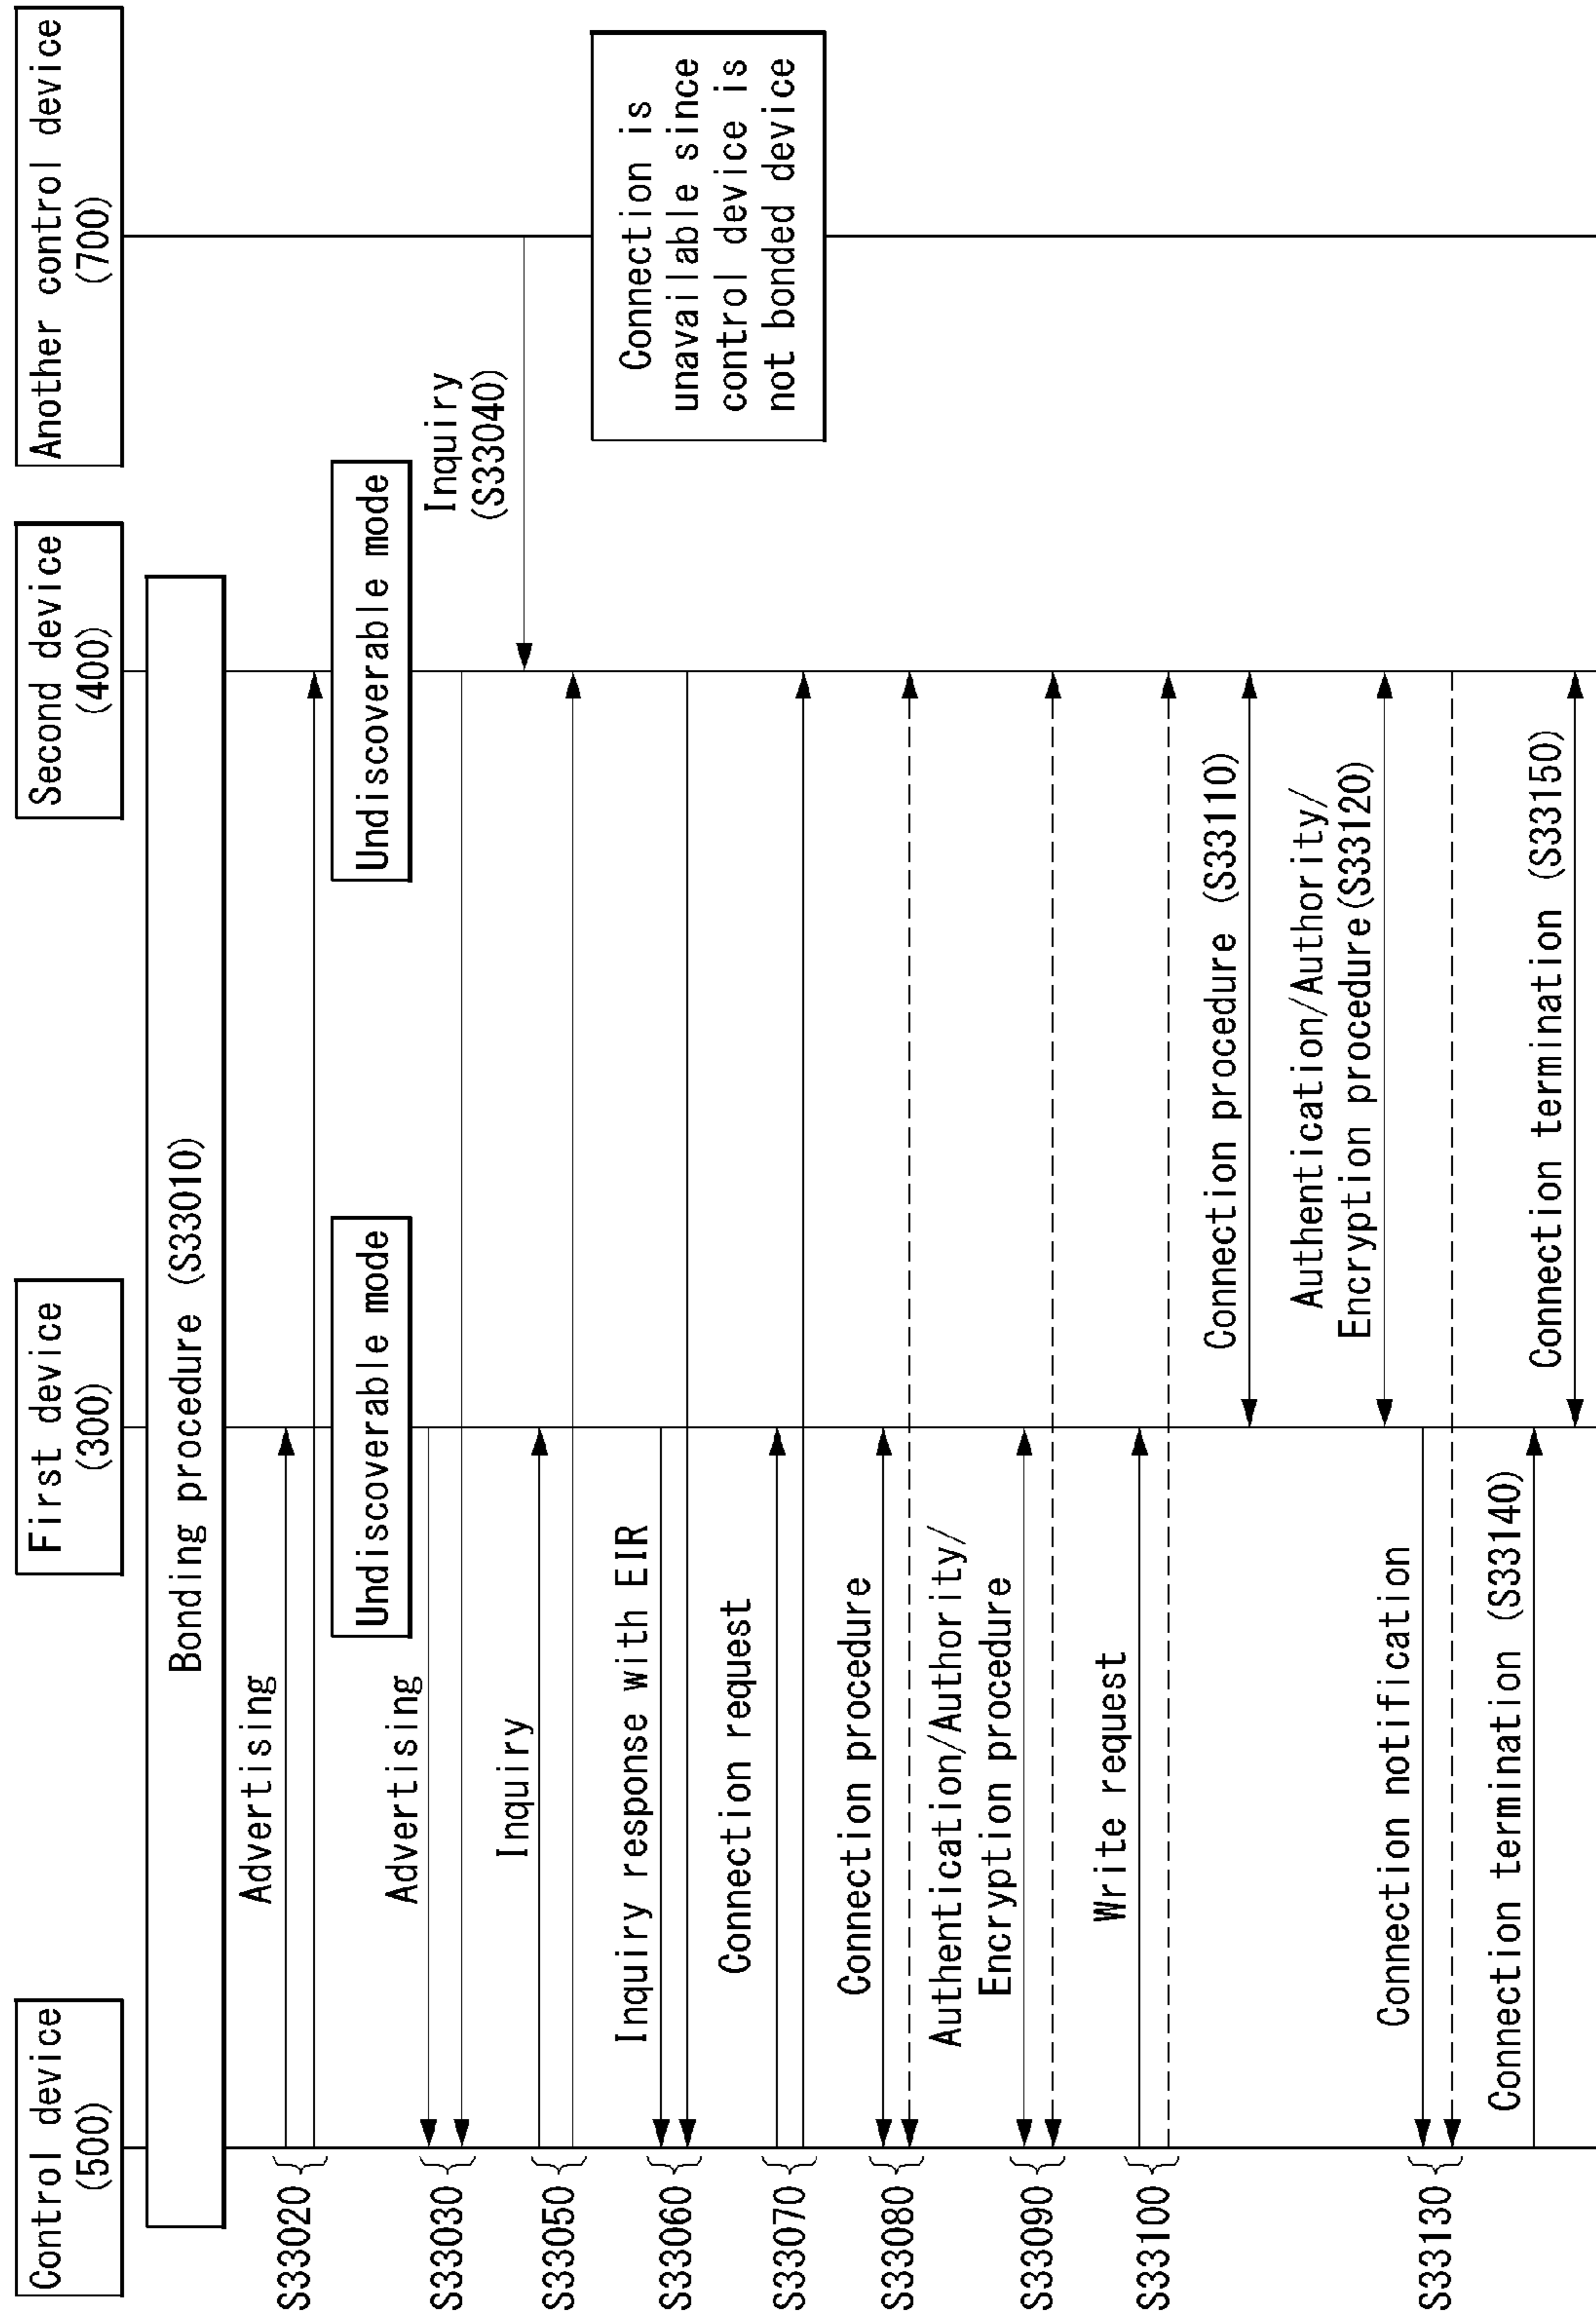 Control device
(500)
First device
(300)
Second device
(400)
Another control device
(700)
Bonding procedure (S33010)
S33020
Advertising
Undiscoverable mode
Undiscoverable mode
S33030
Advertising
Inquiry
(S33040)
S33050
Inquiry
Connection is
unavailable since
control device is
not bonded device
S33060
Inquiry response with EIR
S33070
Connection request
S33080
Connection procedure
S33090
Authentication/Authority/
Encryption procedure
S33100
Write request
Connection procedure (S33110)
Authentication/Authority/
Encryption procedure(S33120)
S33130
Connection notification
Connection termination (S33140)
Connection termination (S33150)